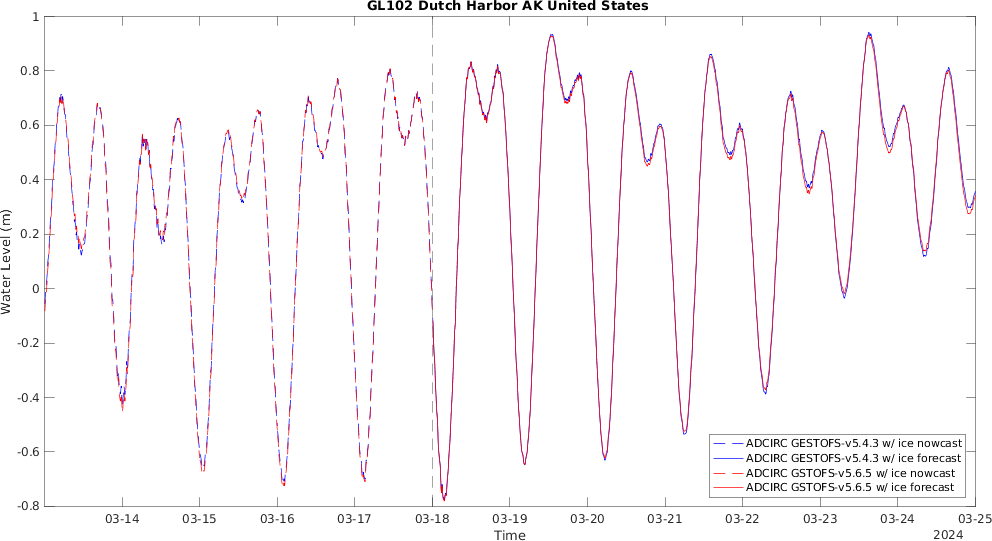 GL102 Dutch Harbor AK United States
1
0.8
0.6
0.4
0.2
0
-0.2
-0.4
-0.6
-0.8
Water Level (m)
ADCIRC GESTOFS-v5.4.3 w/ ice nowcast
ADCIRC GESTOFS-v5.4.3 w/ ice forecast
ADCIRC GSTOFS-v5.6.5 w/ ice nowcast
ADCIRC GSTOFS-v5.6.5 w/ ice forecast
03-14 03-15 03-16 03-17 03-18 03-19 03-20 03-21 03-22 03-23 03-24 03-25
Time
2024